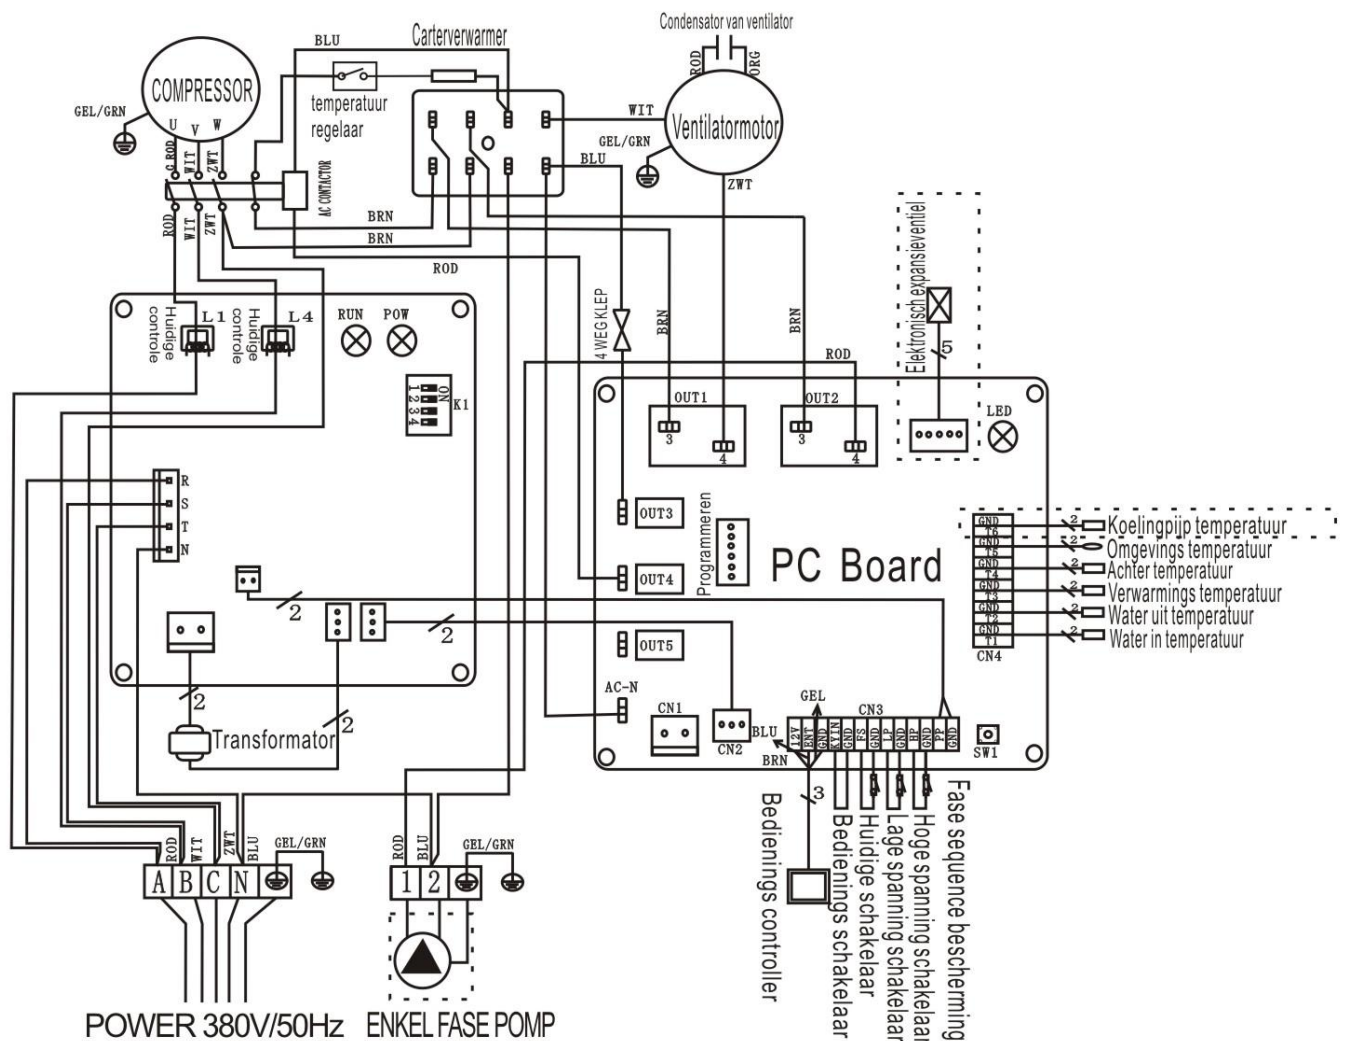 Condensator van ventilator
Carterverwarmer
BLU
ROD
ORG
COMPRESSOR
GEL/GRN
U V W
temperatuur
regelaar
WIT
Ventilatormotor
GEL/GRN
BLU
ZWT
C ROD
WIT
ZWT
AC CONTACTOR
BRN
BRN
ROD
WIT
ZWT
ROD
Elektronisch expansieventiel
5
Huidige
controle
L1
Huidige
controle
L4
RUN
POW
4 WEG KLEP
BRN
BRN
ROD
ON
1
2
3
4
K1
OUT1
3
4
OUT2
3
4
LED
R
S
T
N
OUT3
OUT4
OUT5
Programmeren
PC Board
GND
T6
GND
T5
GND
T4
GND
T3
GND
T2
GND
T1
CN4
2 Koelingpijp temperatuur
2 Omgevings temperatuur
2 Achter temperatuur
2 Verwarmings temperatuur
2 Water uit temperatuur
2 Water in temperatuur
2
2
2
2
Transformator
AC-N
CN1
CN2
GEL
BLU
BRN
CN3
12V
ENT
GND
KYIN
GND
FS
GND
LP
GND
HP
GND
PP
GND
SW1
3
Bedienings controller
Bedienings schakelaar
Huidige schakelaar
Lage spanning schakelaar
Hoge spanning schakelaar
Fase sequence bescherming
ROD
WIT
ZWT
BLU
GEL/GRN
A B C N
ROD
BLU
GEL/GRN
1 2
POWER 380V/50Hz
ENKEL FASE POMP